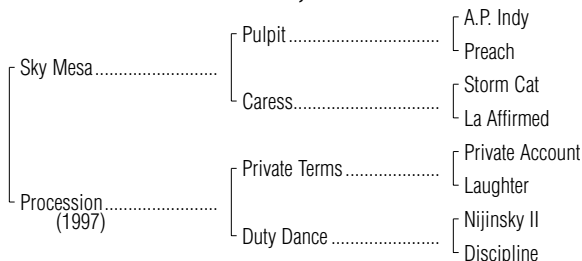 A.P. Indy
Pulpit
Preach
Sky Mesa
Storm Cat
Caress
La Affirmed
Private Account
Private Terms
Laughter
Procession
(1997)
Nijinsky II
Duty Dance
Discipline